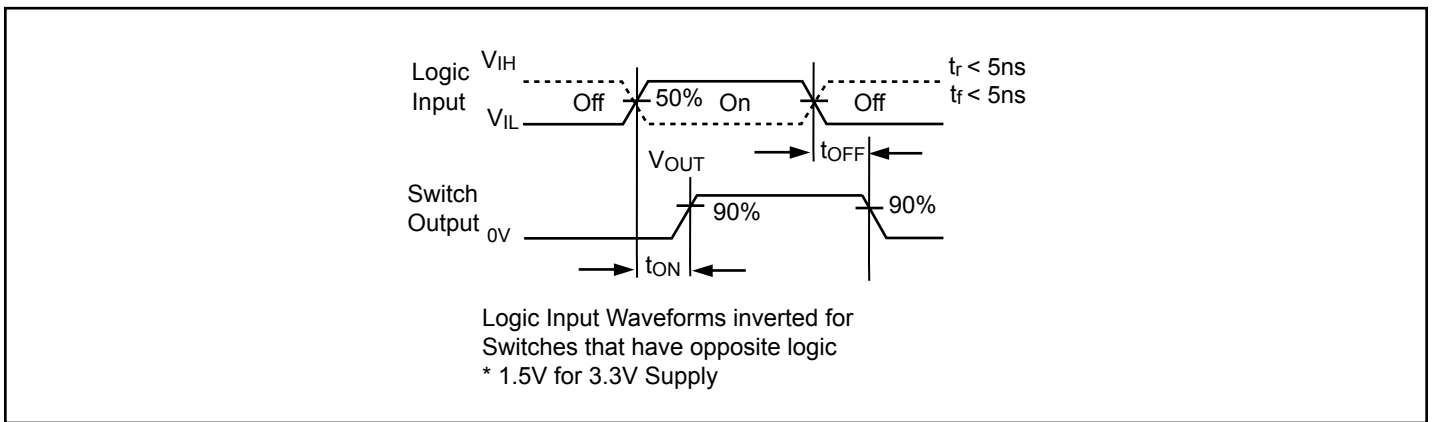 Logic
Input
VIH
VIL
Off
50%
On
Off
tr < 5ns
tf < 5ns
tOFF
VOUT
Switch
Output
0V
90%
90%
tON
Logic Input Waveforms inverted for
Switches that have opposite logic
* 1.5V for 3.3V Supply